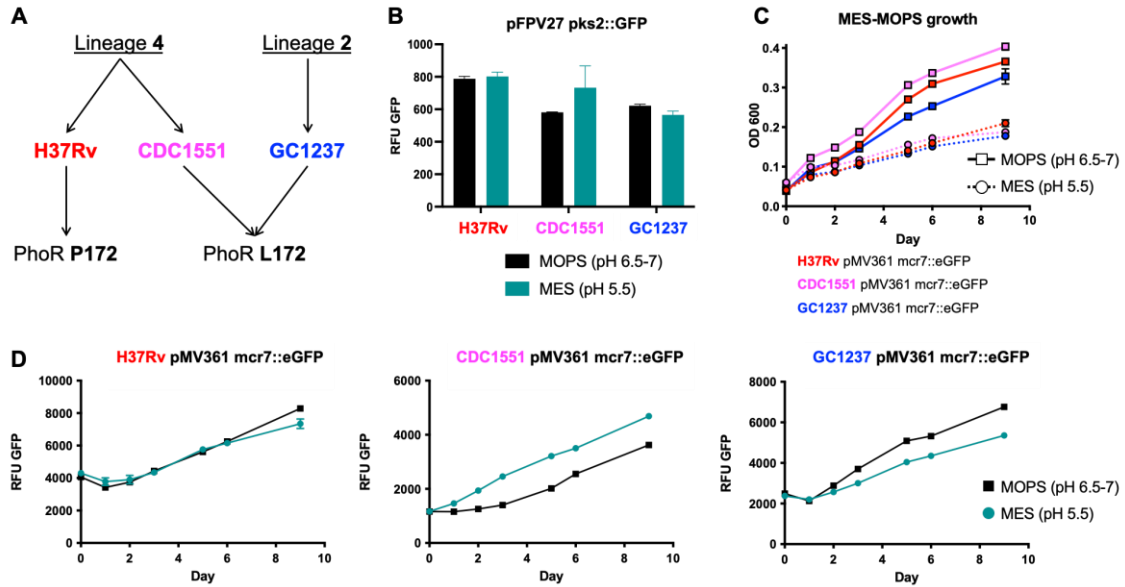 A
Lineage 4
Lineage 2
H37Rv
CDC1551
GC1237
PhoR P172
PhoR L172
B
pFPV27 pks2::GFP
RFU GFP
1000
800
600
400
200
0
H37Rv
CDC1551
GC1237
MOPS (pH 6.5-7)
MES (pH 5.5)
C
MES-MOPS growth
OD 600
0.4
0.3
0.2
0.1
0.0
0
2
4
6
8
10
Day
MOPS (pH 6.5-7)
MES (pH 5.5)
H37Rv pMV361 mcr7::eGFP
CDC1551 pMV361 mcr7::eGFP
GC1237 pMV361 mcr7::eGFP
D
H37Rv pMV361 mcr7::eGFP
RFU GFP
10000
8000
6000
4000
2000
0
0
2
4
6
8
10
Day
CDC1551 pMV361 mcr7::eGFP
RFU GFP
6000
4000
2000
0
0
2
4
6
8
10
Day
GC1237 pMV361 mcr7::eGFP
RFU GFP
8000
6000
4000
2000
0
0
2
4
6
8
10
Day
MOPS (pH 6.5-7)
MES (pH 5.5)